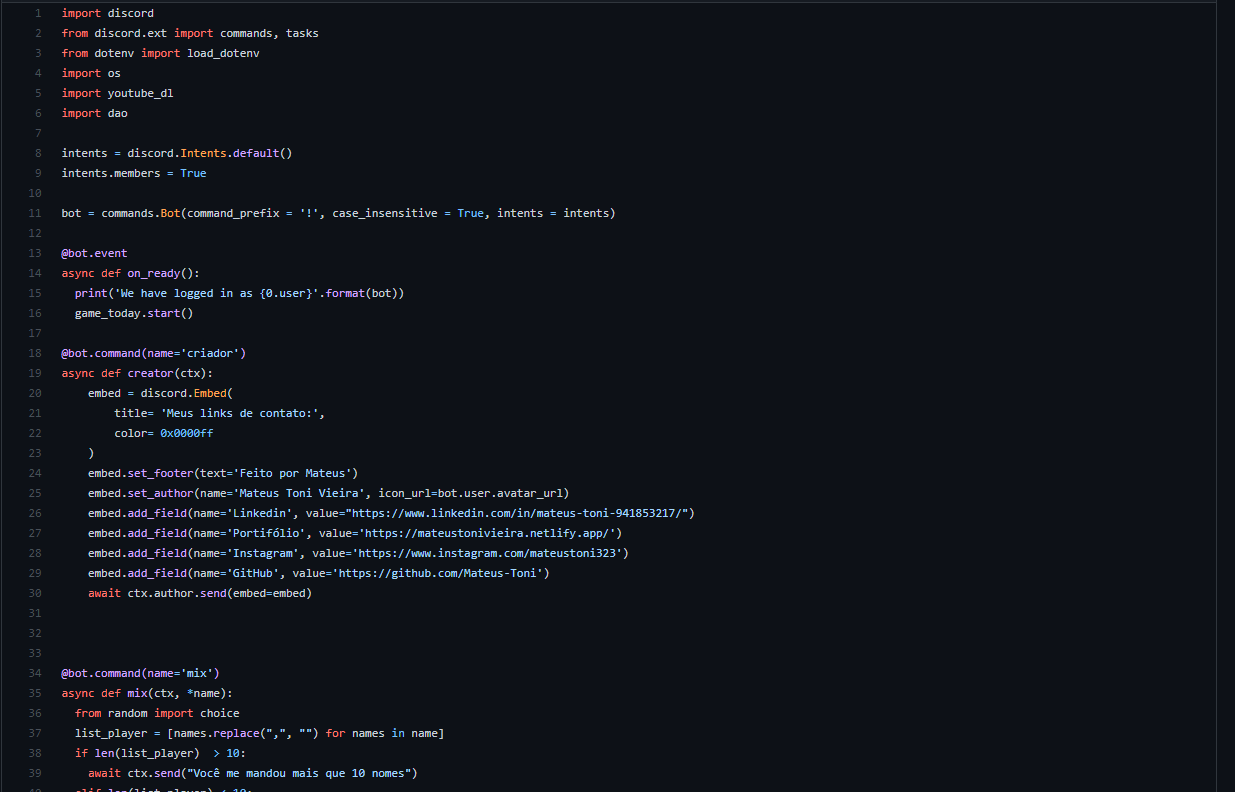 1 import discord
2 from discord.ext import commands, tasks
3 from dotenv import load_dotenv
4 import os
5 import youtube_dl
6 import dao
7
8 intents = discord.Intents.default()
9 intents.members = True
10
11 bot = commands.Bot(command_prefix = '!', case_insensitive = True, intents = intents)
12
13 @bot.event
14 async def on_ready():
15   print('We have logged in as {0.user}'.format(bot))
16   game_today.start()
17
18 @bot.command(name='criador')
19 async def creator(ctx):
20     embed = discord.Embed(
21         title= 'Meus links de contato:',
22         color= 0x0000ff
23     )
24     embed.set_footer(text='Feito por Mateus')
25     embed.set_author(name='Mateus Toni Vieira', icon_url=bot.user.avatar_url)
26     embed.add_field(name='Linkedin', value="https://www.linkedin.com/in/mateus-toni-941853217/")
27     embed.add_field(name='Portifólio', value='https://mateustonivieira.netlify.app/')
28     embed.add_field(name='Instagram', value='https://www.instagram.com/mateustoni323')
29     embed.add_field(name='GitHub', value='https://github.com/Mateus-Toni')
30     await ctx.author.send(embed=embed)
31
32
33
34 @bot.command(name='mix')
35 async def mix(ctx, *name):
36   from random import choice
37   list_player = [names.replace(",", "") for names in name]
38   if len(list_player)  > 10:
39     await ctx.send("Você me mandou mais que 10 nomes")
40   elif len(list_player) < 10: